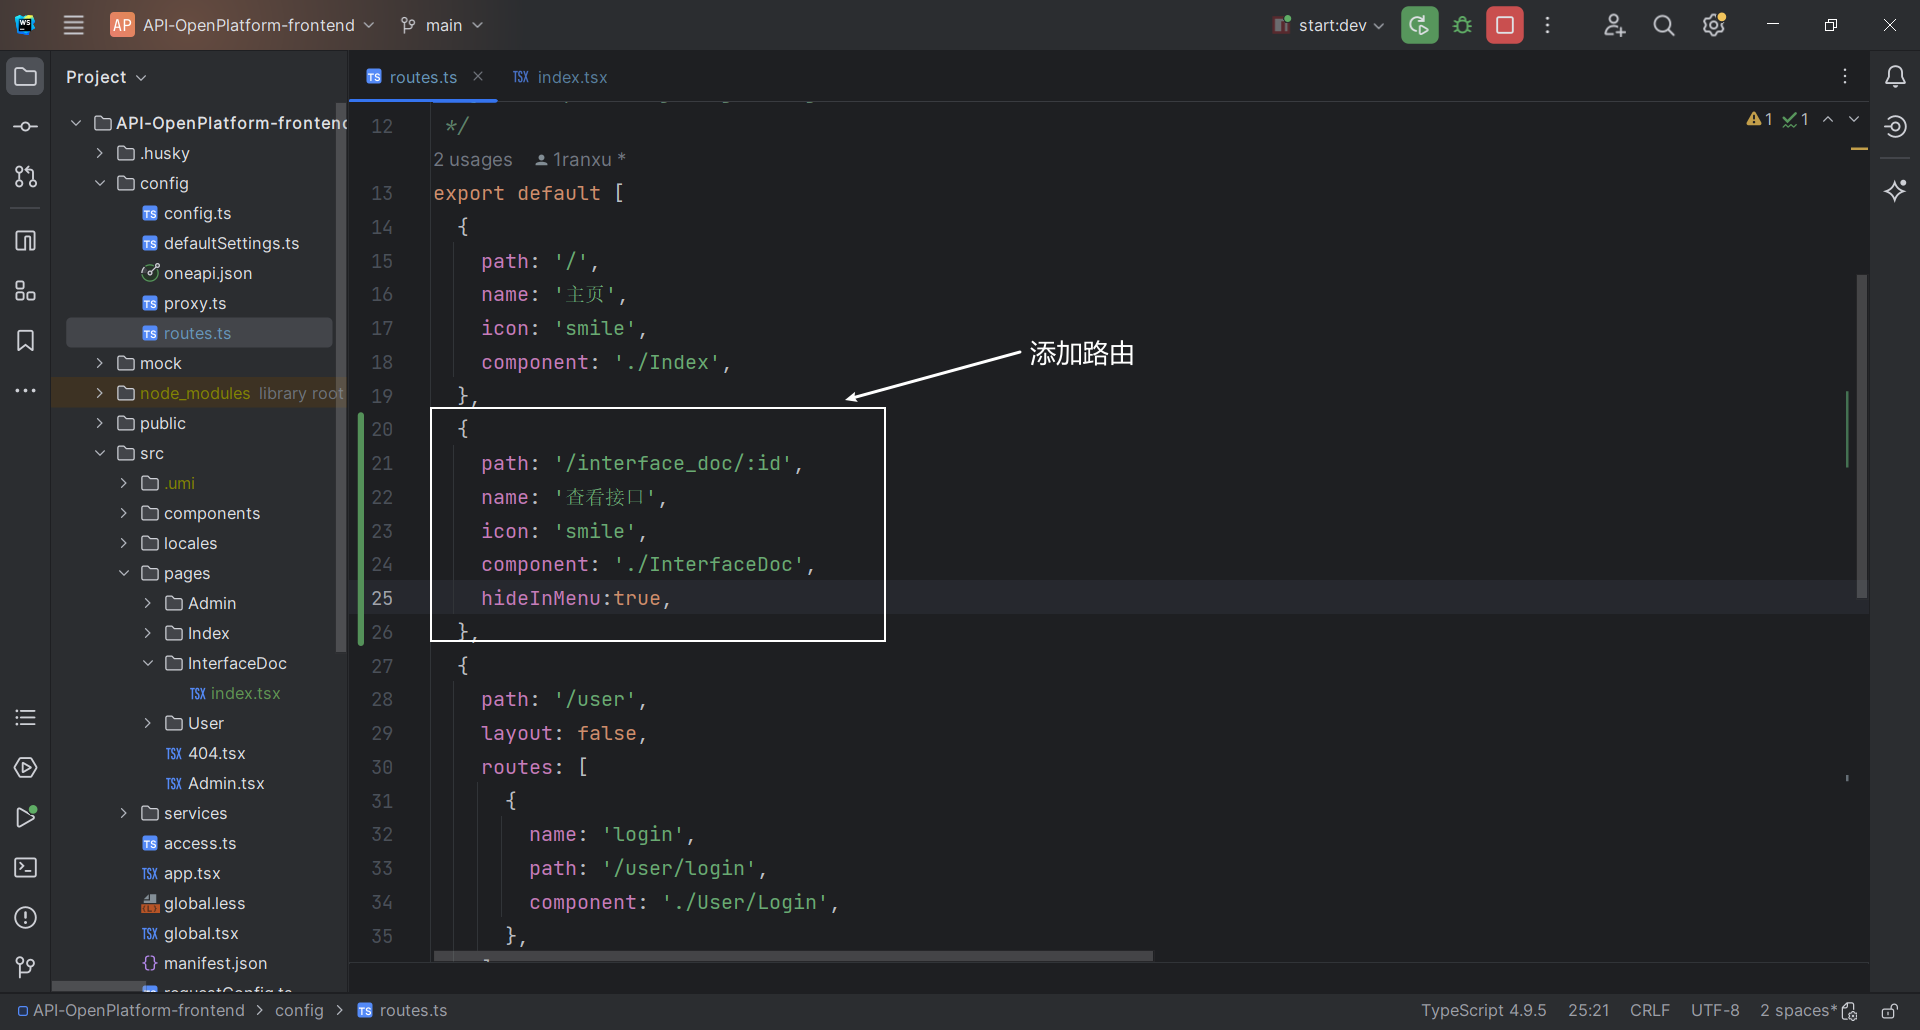 AP API-OpenPlatform-frontend main start:dev
Project
routes.ts
index.tsx
API-OpenPlatform-frontend
.husky
config
config.ts
defaultSettings.ts
oneapi.json
proxy.ts
routes.ts
mock
node_modules library root
public
src
.umi
components
locales
pages
Admin
Index
InterfaceDoc
index.tsx
User
404.tsx
Admin.tsx
services
access.ts
app.tsx
global.less
global.tsx
manifest.json
requestConfig.ts
1 1
12 */
2 usages 1ranxu *
13 export default [
14 {
15 path: '/',
16 name: '主页',
17 icon: 'smile',
18 component: './Index',
19 },
20 {
21 path: '/interface_doc/:id',
22 name: '查看接口',
23 icon: 'smile',
24 component: './InterfaceDoc',
25 hideInMenu:true,
26 },
27 {
28 path: '/user',
29 layout: false,
30 routes: [
31 {
32 name: 'login',
33 path: '/user/login',
34 component: './User/Login',
35 },
添加路由
API-OpenPlatform-frontend > config > routes.ts
TypeScript 4.9.5 25:21 CRLF UTF-8 2 spaces*